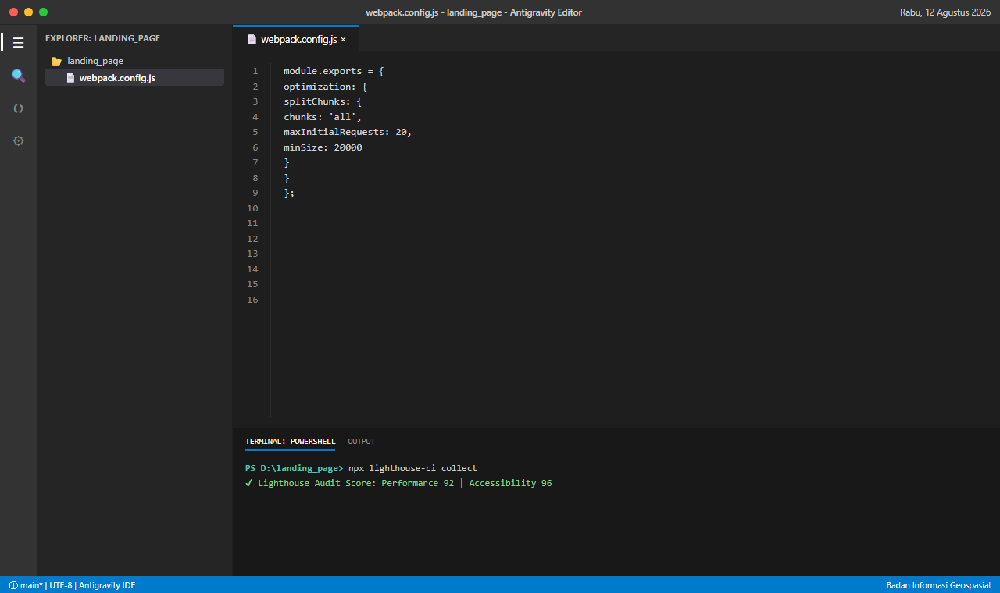 webpack.config.js - landing_page - Antigravity Editor
Rabu, 12 Agustus 2026
EXPLORER: LANDING_PAGE
landing_page
webpack.config.js
webpack.config.js ×
1 module.exports = {
2 optimization: {
3 splitChunks: {
4 chunks: 'all',
5 maxInitialRequests: 20,
6 minSize: 20000
7 }
8 }
9 };
10
11
12
13
14
15
16
TERMINAL: POWERSHELL OUTPUT
PS D:\landing_page> npx lighthouse-ci collect
✓ Lighthouse Audit Score: Performance 92 | Accessibility 96
main* | UTF-8 | Antigravity IDE
Badan Informasi Geospasial